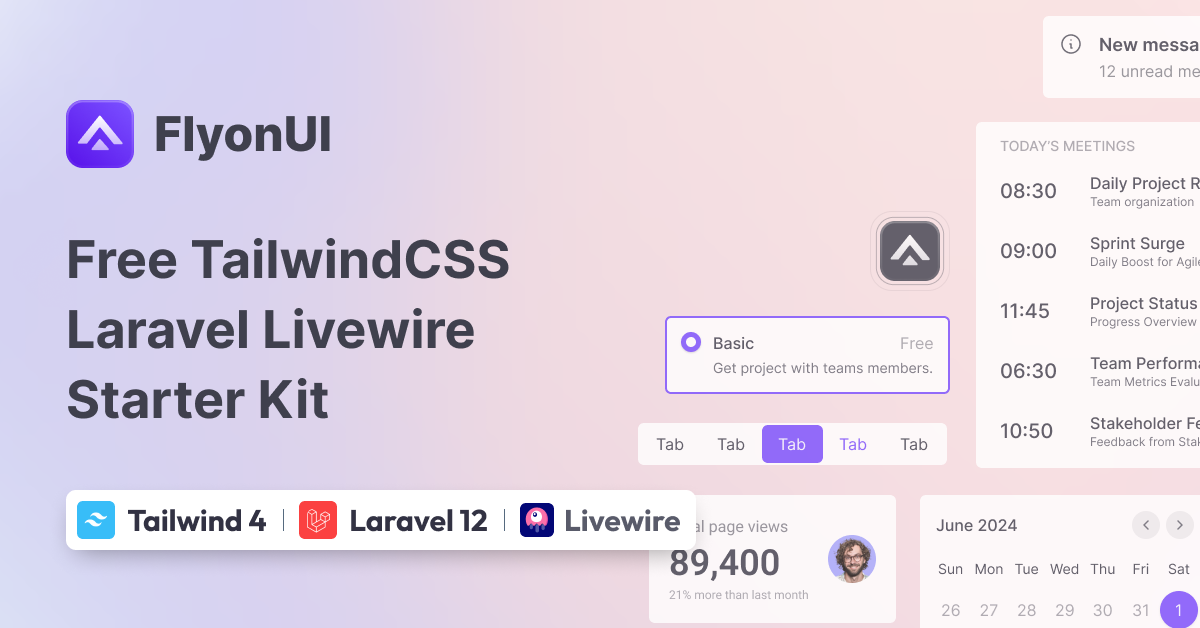 FlyonUI
Free TailwindCSS
Laravel Livewire
Starter Kit
Tailwind 4
Laravel 12
Livewire
New messa
12 unread me
TODAY'S MEETINGS
08:30 Daily Project R
Team organization
09:00 Sprint Surge
Daily Boost for Agile
11:45 Project Status
Progress Overview
06:30 Team Performa
Team Metrics Evalu
10:50 Stakeholder Fe
Feedback from Stak
Basic Free
Get project with teams members.
Tab Tab Tab Tab Tab
al page views
89,400
21% more than last month
June 2024
Sun Mon Tue Wed Thu Fri Sat
26 27 28 29 30 31 1